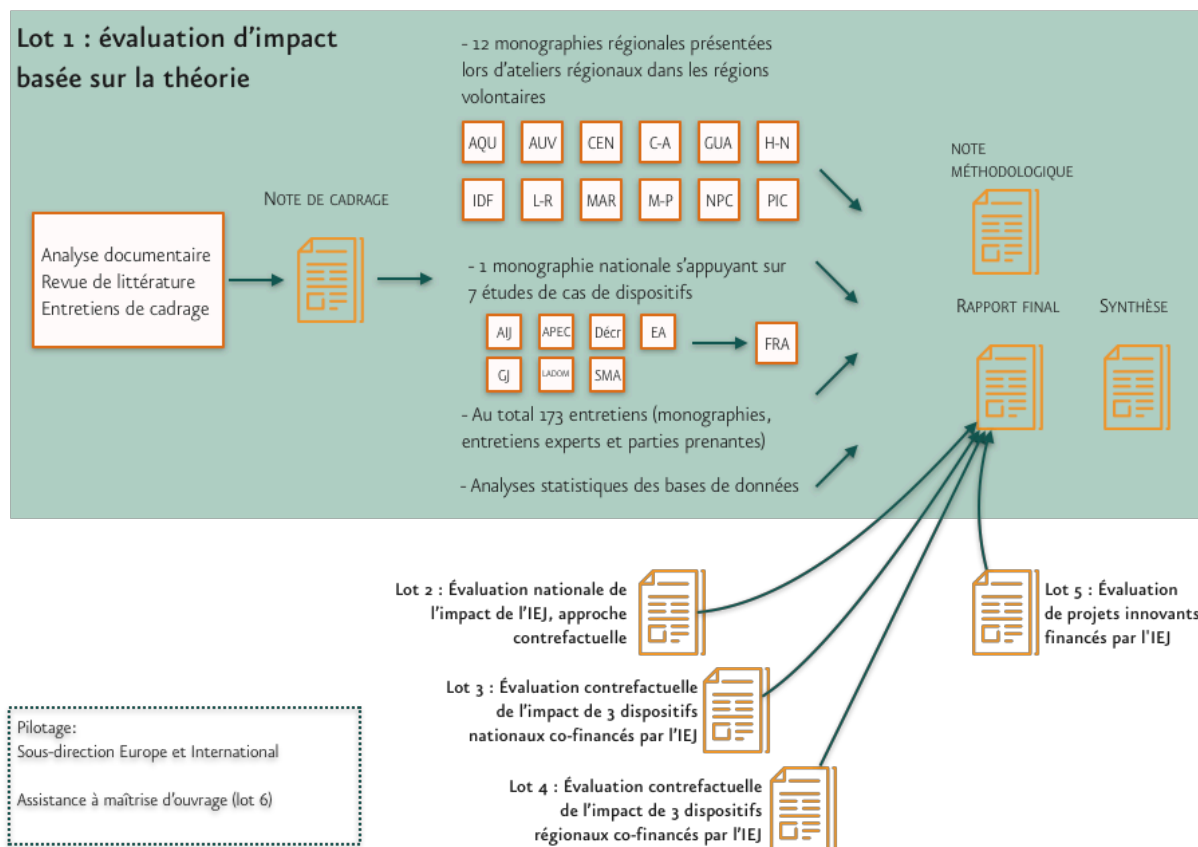 Lot 1 : évaluation d'impact
basée sur la théorie
- 12 monographies régionales présentées
lors d'ateliers régionaux dans les régions
volontaires
AQU AUV CEN C-A GUA H-N
IDF L-R MAR M-P NPC PIC
NOTE
MÉTHODOLOGIQUE
NOTE DE CADRAGE
Analyse documentaire
Revue de littérature
Entretiens de cadrage
- 1 monographie nationale s'appuyant sur
7 études de cas de dispositifs
AIJ APEC Décr EA
FRA
GJ LADOM SMA
RAPPORT FINAL SYNTHÈSE
- Au total 173 entretiens (monographies,
entretiens experts et parties prenantes)
- Analyses statistiques des bases de données
Lot 2 : Évaluation nationale de
l'impact de l'IEJ, approche
contrefactuelle
Lot 5 : Évaluation
de projets innovants
financés par l'IEJ
Lot 3 : Évaluation contrefactuelle
de l'impact de 3 dispositifs
nationaux co-financés par l'IEJ
Lot 4 : Évaluation contrefactuelle
de l'impact de 3 dispositifs
régionaux co-financés par l'IEJ
Pilotage:
Sous-direction Europe et International
Assistance à maîtrise d'ouvrage (lot 6)